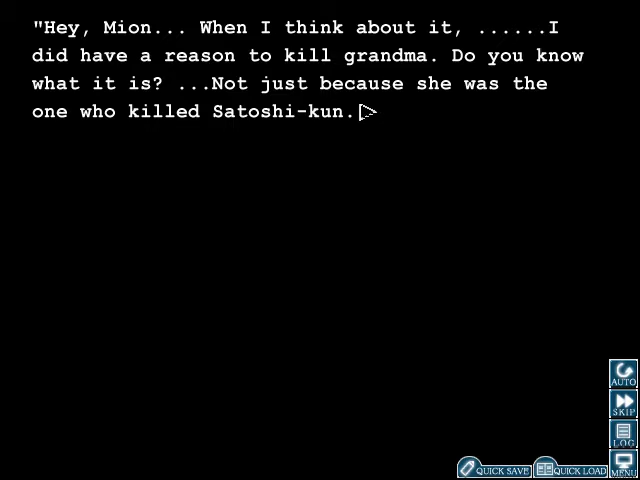 "Hey, Mion... When I think about it, ......I
did have a reason to kill grandma. Do you know
what it is? ...Not just because she was the
one who killed Satoshi-kun.
AUTO
SKIP
LOG
QUICK SAVE
QUICK LOAD
MENU